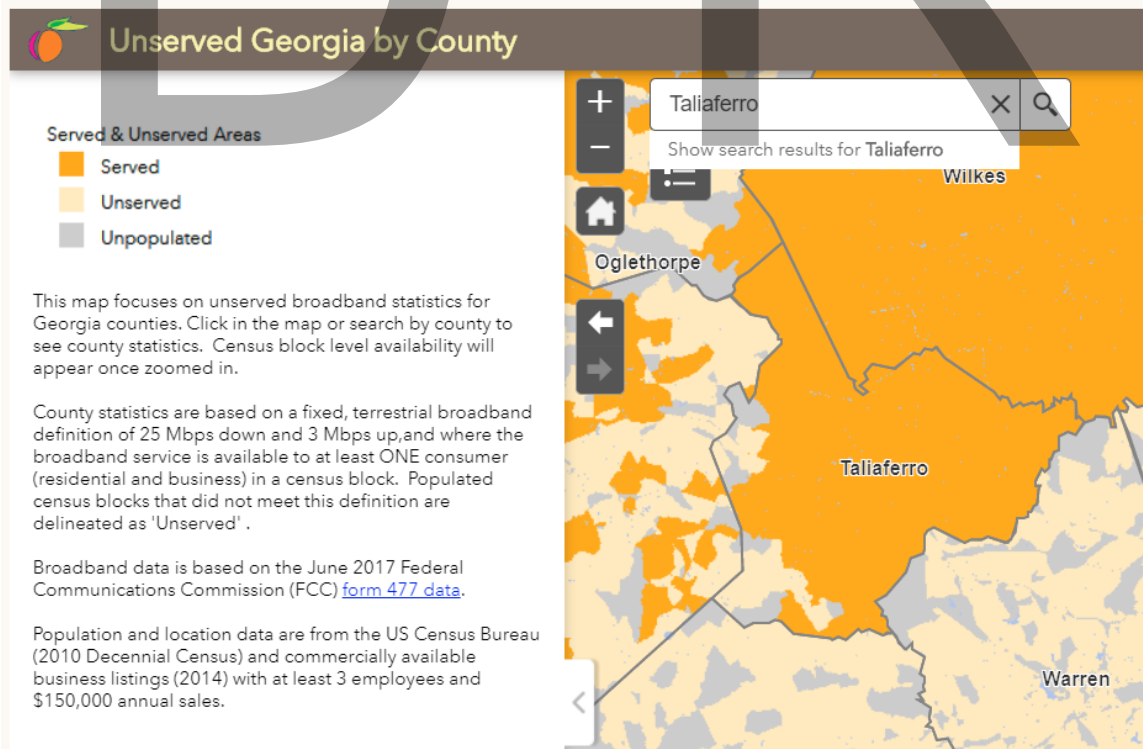 Unserved Georgia by County
Served & Unserved Areas
Served
Unserved
Unpopulated
This map focuses on unserved broadband statistics for
Georgia counties. Click in the map or search by county to
see county statistics.  Census block level availability will
appear once zoomed in.
County statistics are based on a fixed, terrestrial broadband
definition of 25 Mbps down and 3 Mbps up,and where the
broadband service is available to at least ONE consumer
(residential and business) in a census block.  Populated
census blocks that did not meet this definition are
delineated as 'Unserved' .
Broadband data is based on the June 2017 Federal
Communications Commission (FCC) form 477 data.
Population and location data are from the US Census Bureau
(2010 Decennial Census) and commercially available
business listings (2014) with at least 3 employees and
$150,000 annual sales.
Taliaferro
Show search results for Taliaferro
Wilkes
Oglethorpe
Taliaferro
Warren